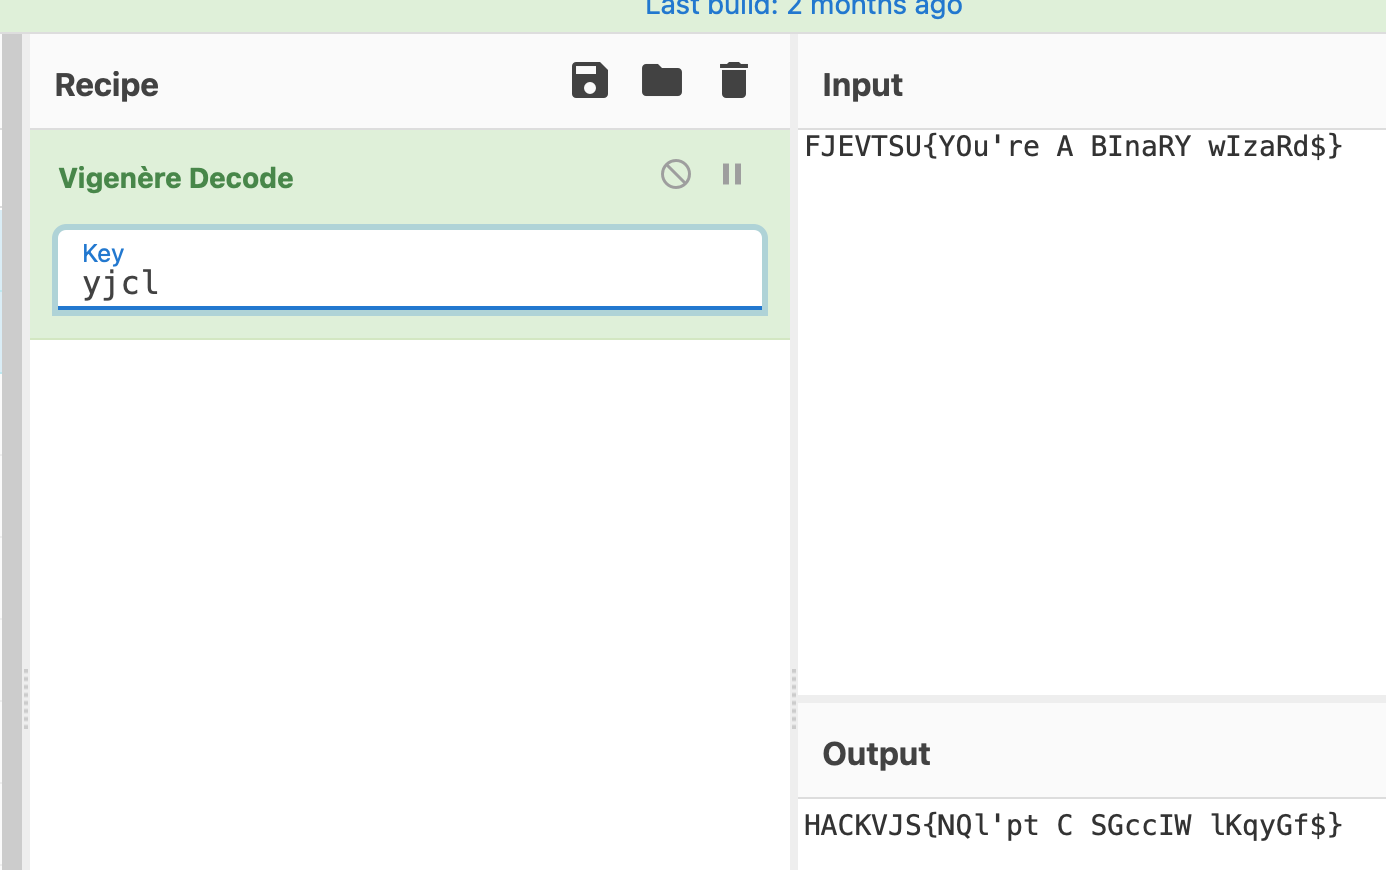 Last build: 2 months ago
Recipe
Vigenère Decode
Key
yjcl
Input
FJEVTSU{YOu're A BInaRY wIzaRd$}
Output
HACKVJS{NQl'pt C SGccIW lKqyGf$}